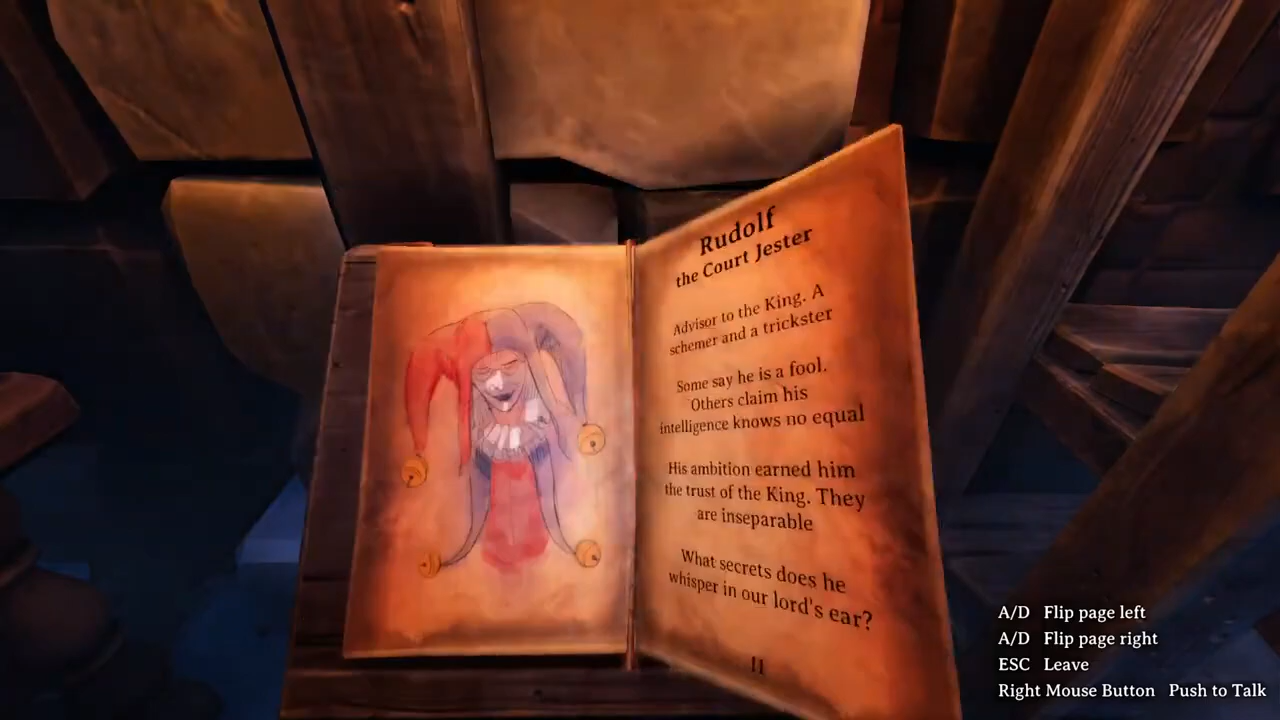 Rudolf
the Court Jester
Advisor to the King. A
schemer and a trickster
Some say he is a fool.
Others claim his
intelligence knows no equal
His ambition earned him
the trust of the King. They
are inseparable
What secrets does he
whisper in our lord's ear?
11
A/D Flip page left
A/D Flip page right
ESC Leave
Right Mouse Button Push to Talk